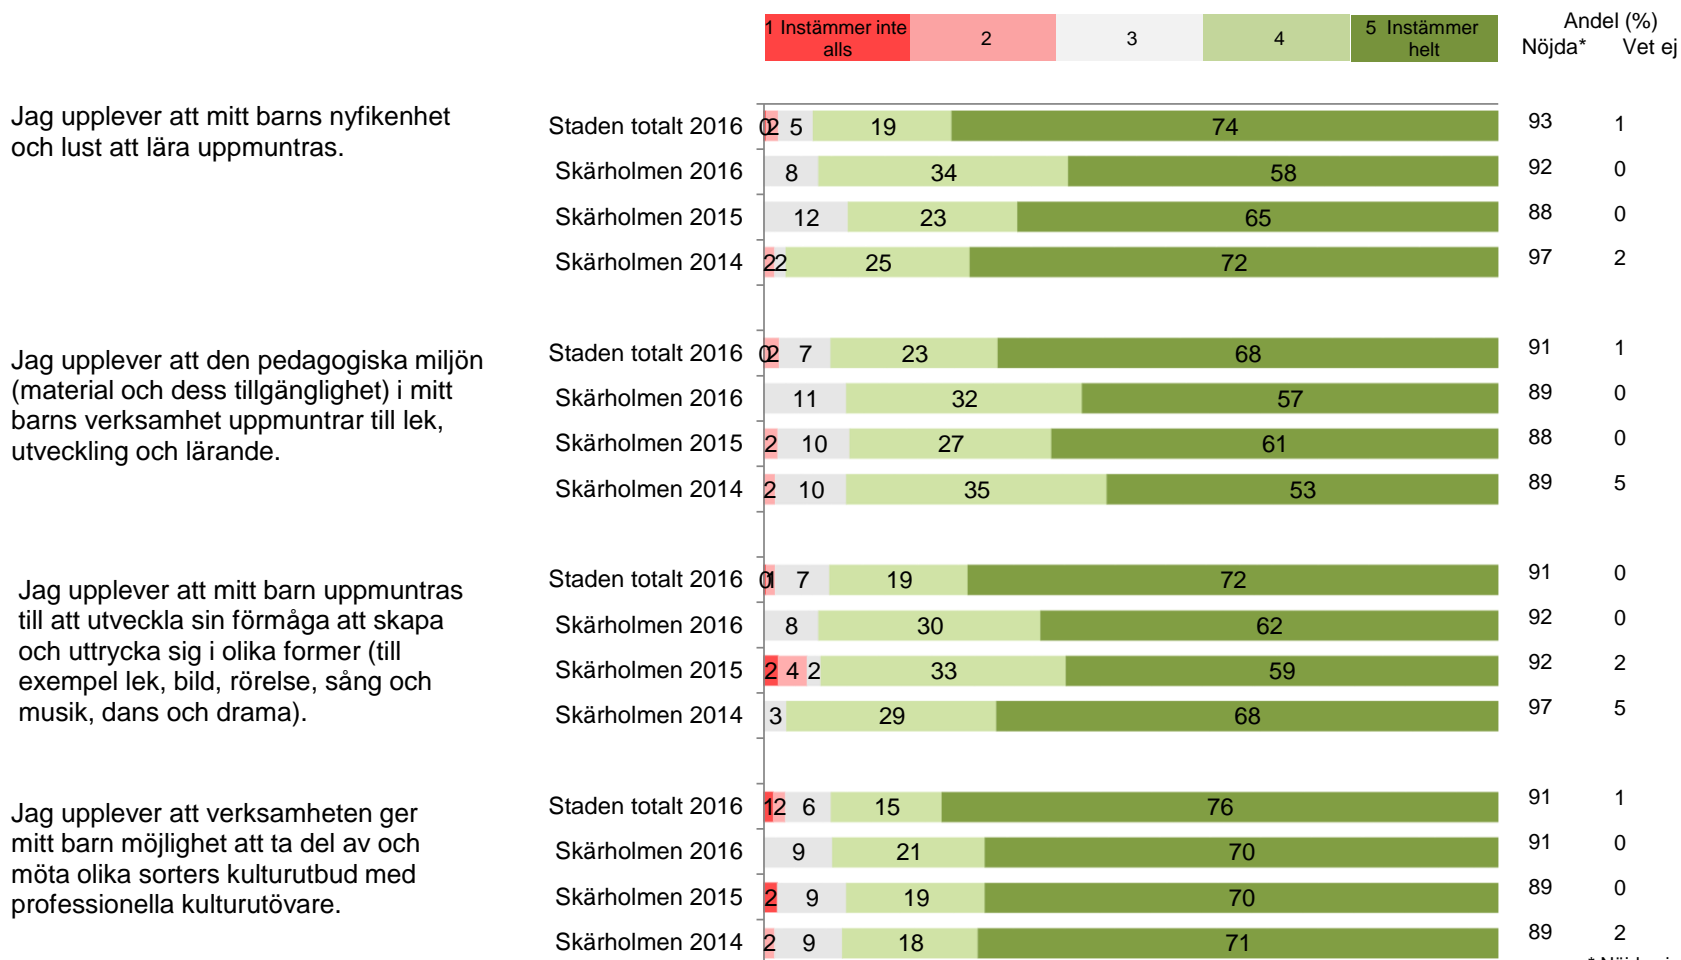 1 Instämmer inte alls 2 3 4 5 Instämmer helt Andel (%)
Nöjda* Vet ej
Jag upplever att mitt barns nyfikenhet
och lust att lära uppmuntras.
Staden totalt 2016 0 2 5 19 74 93 1
Skärholmen 2016 8 34 58 92 0
Skärholmen 2015 12 23 65 88 0
Skärholmen 2014 2 2 25 72 97 2
Jag upplever att den pedagogiska miljön
(material och dess tillgänglighet) i mitt
barns verksamhet uppmuntrar till lek,
utveckling och lärande.
Staden totalt 2016 0 2 7 23 68 91 1
Skärholmen 2016 11 32 57 89 0
Skärholmen 2015 2 10 27 61 88 0
Skärholmen 2014 2 10 35 53 89 5
Jag upplever att mitt barn uppmuntras
till att utveckla sin förmåga att skapa
och uttrycka sig i olika former (till
exempel lek, bild, rörelse, sång och
musik, dans och drama).
Staden totalt 2016 0 1 7 19 72 91 0
Skärholmen 2016 8 30 62 92 0
Skärholmen 2015 2 4 2 33 59 92 2
Skärholmen 2014 3 29 68 97 5
Jag upplever att verksamheten ger
mitt barn möjlighet att ta del av och
möta olika sorters kulturutbud med
professionella kulturutövare.
Staden totalt 2016 1 2 6 15 76 91 1
Skärholmen 2016 9 21 70 91 0
Skärholmen 2015 2 9 19 70 89 0
Skärholmen 2014 2 9 18 71 89 2